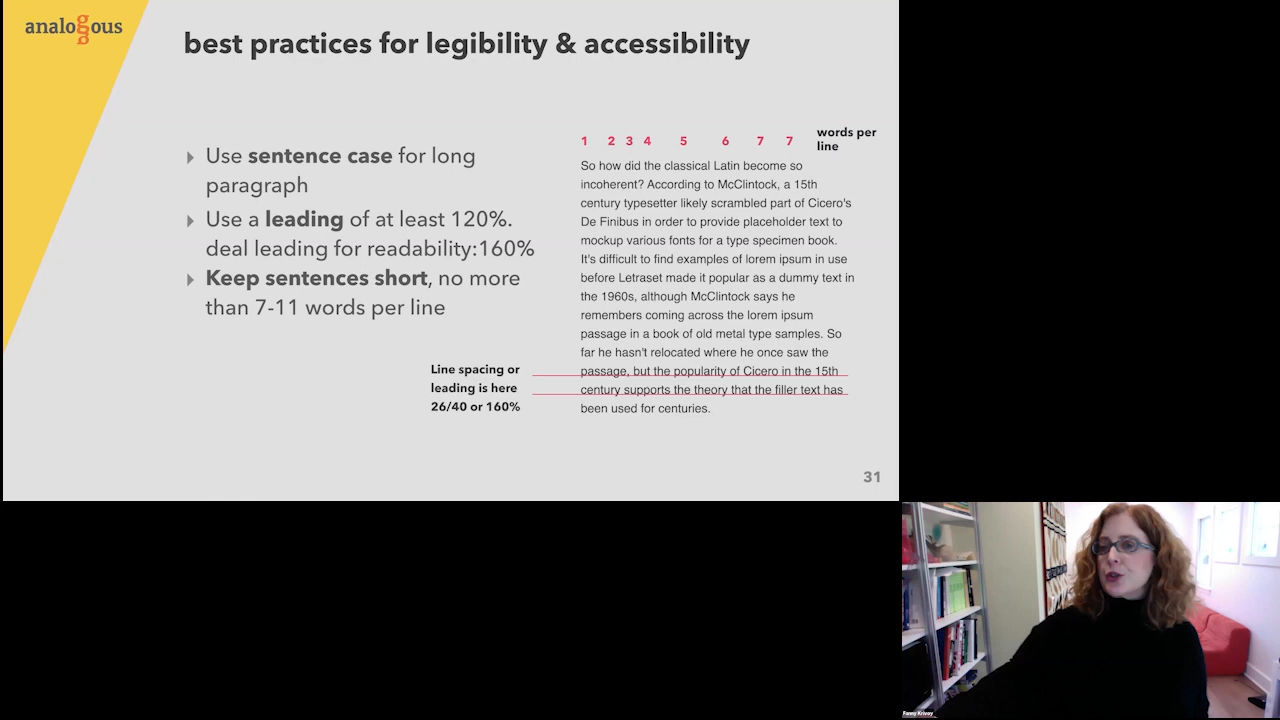 analogous
best practices for legibility & accessibility
Use sentence case for long
paragraph
Use a leading of at least 120%.
deal leading for readability:160%
Keep sentences short, no more
than 7-11 words per line
1 2 3 4 5 6 7 7
words per
line
So how did the classical Latin become so
incoherent? According to McClintock, a 15th
century typesetter likely scrambled part of Cicero's
De Finibus in order to provide placeholder text to
mockup various fonts for a type specimen book.
It's difficult to find examples of lorem ipsum in use
before Letraset made it popular as a dummy text in
the 1960s, although McClintock says he
remembers coming across the lorem ipsum
passage in a book of old metal type samples. So
far he hasn't relocated where he once saw the
passage, but the popularity of Cicero in the 15th
century supports the theory that the filler text has
been used for centuries.
Line spacing or
leading is here
26/40 or 160%
31
Fanny Krivoy